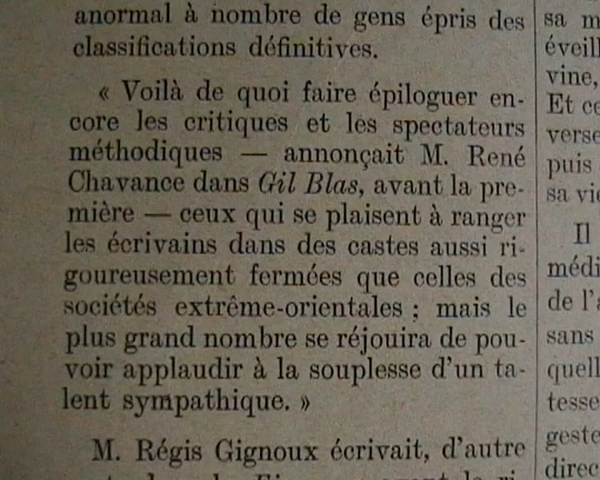 anormal à nombre de gens épris des
classifications définitives.
« Voilà de quoi faire épiloguer en-
core les critiques et les spectateurs
méthodiques — annonçait M. René
Chavance dans Gil Blas, avant la pre-
mière — ceux qui se plaisent à ranger
les écrivains dans des castes aussi ri-
goureusement fermées que celles des
sociétés extrême-orientales ; mais le
plus grand nombre se réjouira de pou-
voir applaudir à la souplesse d'un ta-
lent sympathique. »
M. Régis Gignoux écrivait, d'autre
sa
éveill
vine,
Et ce
verse
puis
sa vie
Il
médi
de l'a
sans
quell
tesse
geste
direc